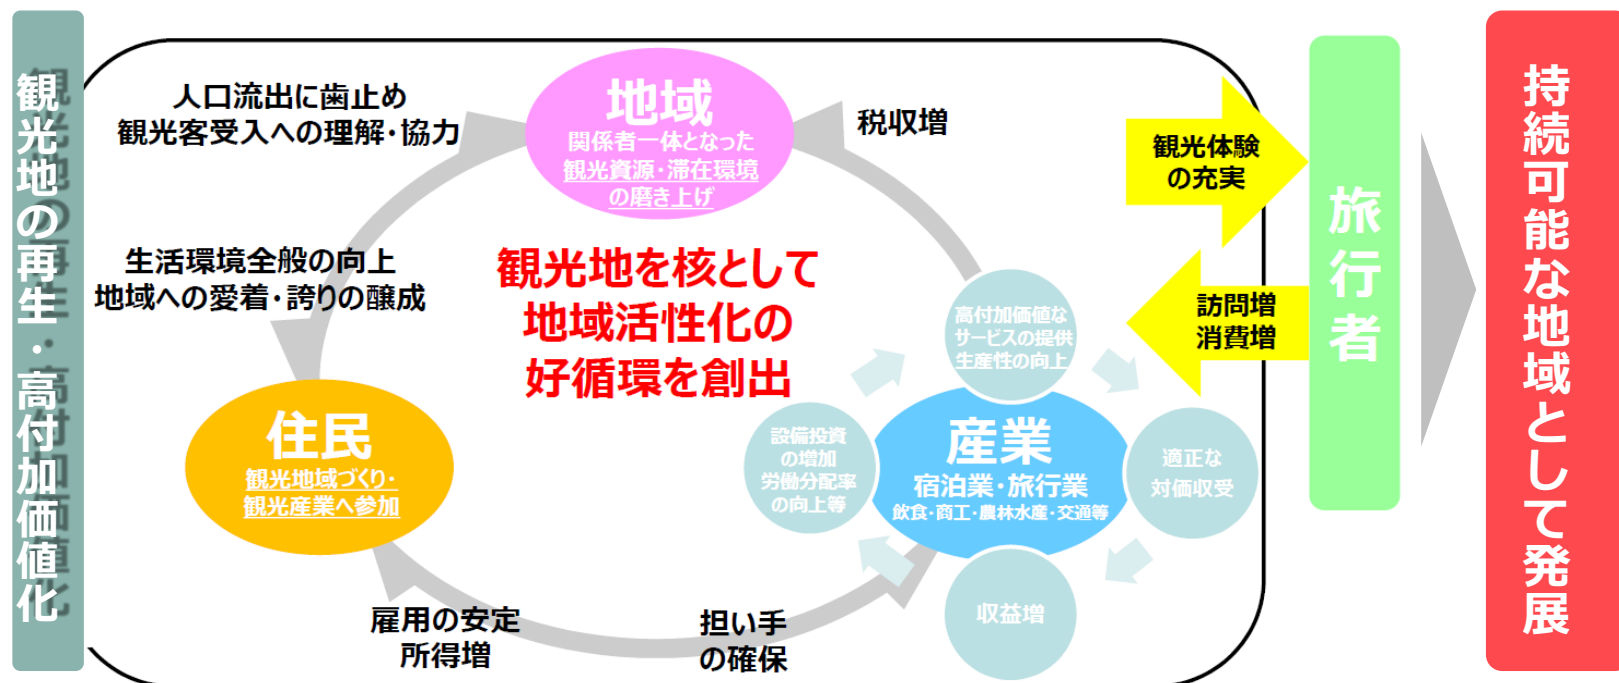 観光地の再生・高付加価値化
人口流出に歯止め
観光客受入への理解・協力
地域
関係者一体となった
観光資源・滞在環境
の磨き上げ
税収増
観光体験
の充実
旅行者
持続可能な地域として発展
生活環境全般の向上
地域への愛着・誇りの醸成
観光地を核として
地域活性化の
好循環を創出
訪問増
消費増
高付加価値な
サービスの提供
生産性の向上
住民
観光地域づくり・
観光産業へ参加
設備投資
の増加
労働分配率
の向上等
産業
宿泊業・旅行業
飲食・商工・農林水産・交通等
適正な
対価収受
収益増
雇用の安定
所得増
担い手
の確保